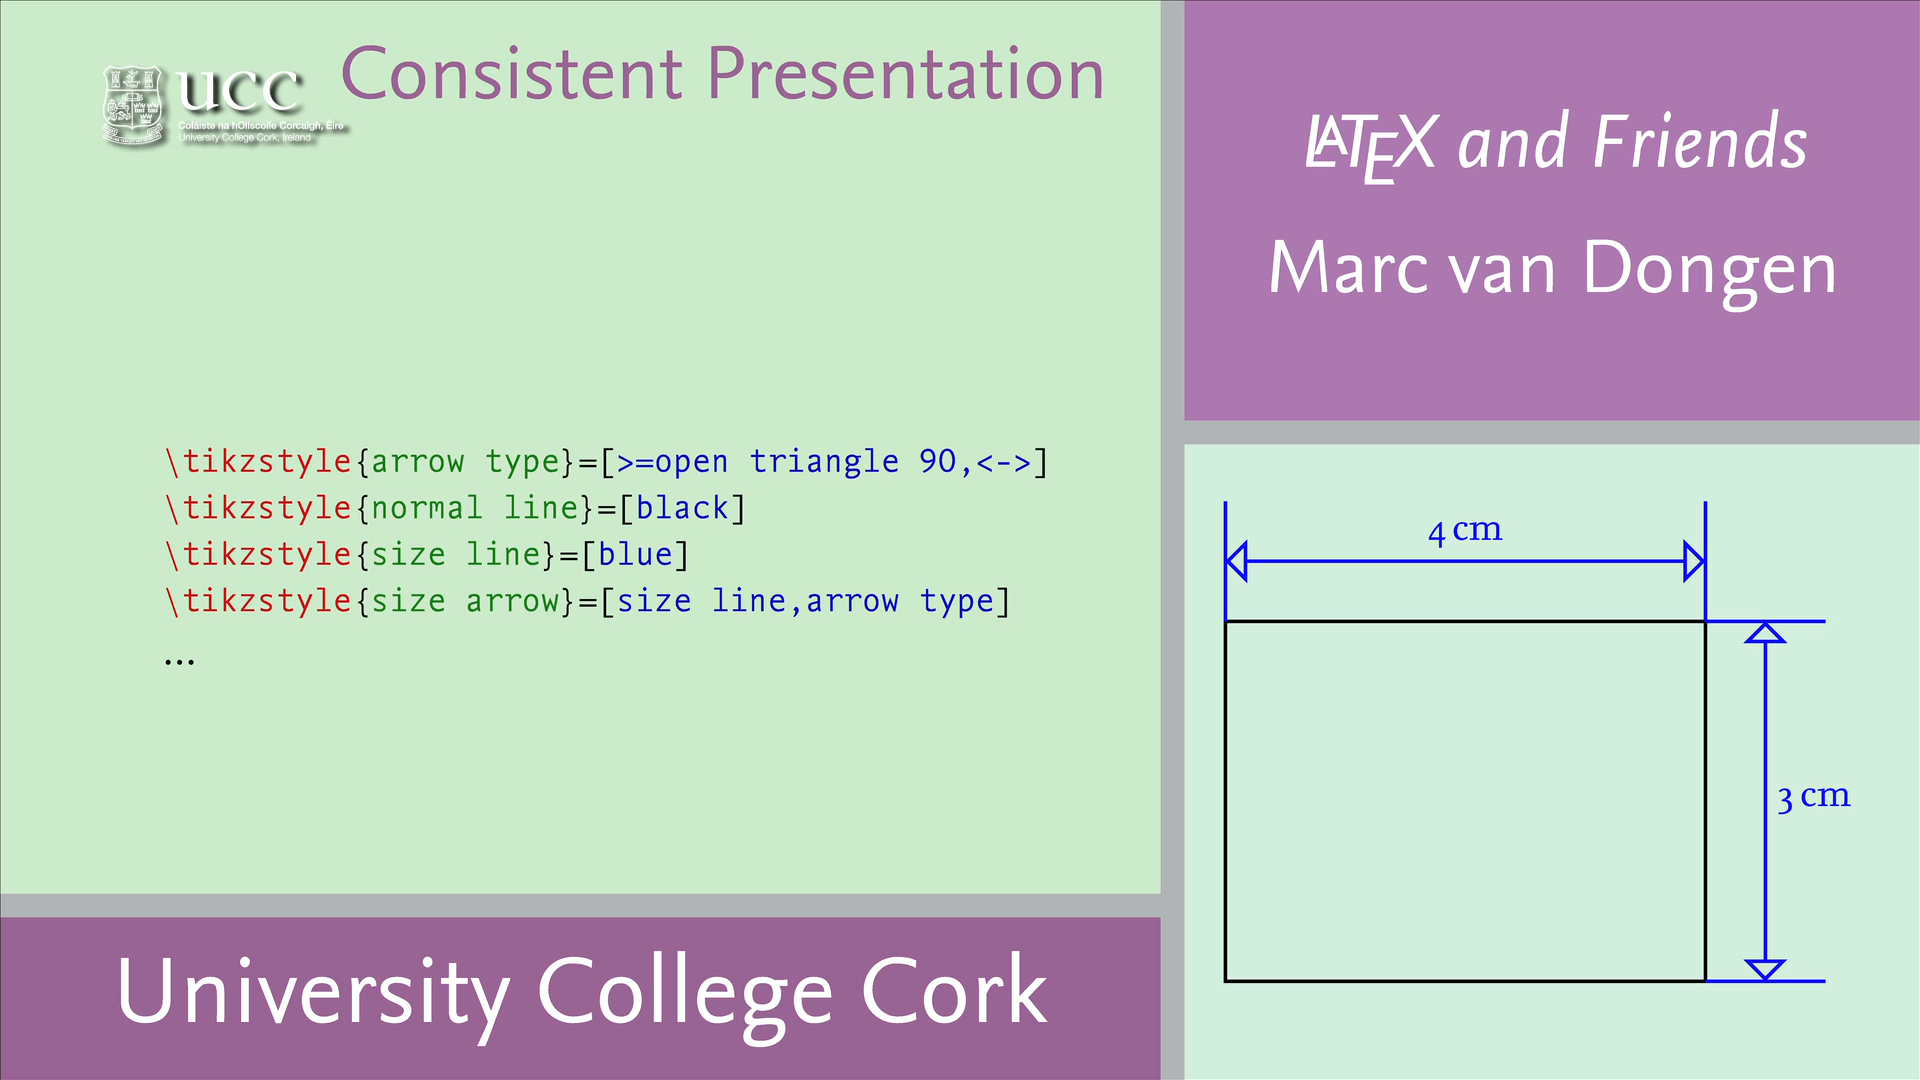 Consistent Presentation
ucc
Coláiste na hOllscoile Corcaigh, Éire
University College Cork, Ireland
\tikzstyle{arrow type}=[>=open triangle 90,<->]
\tikzstyle{normal line}=[black]
\tikzstyle{size line}=[blue]
\tikzstyle{size arrow}=[size line,arrow type]
...
University College Cork
LATEX and Friends
Marc van Dongen
4 cm
3 cm